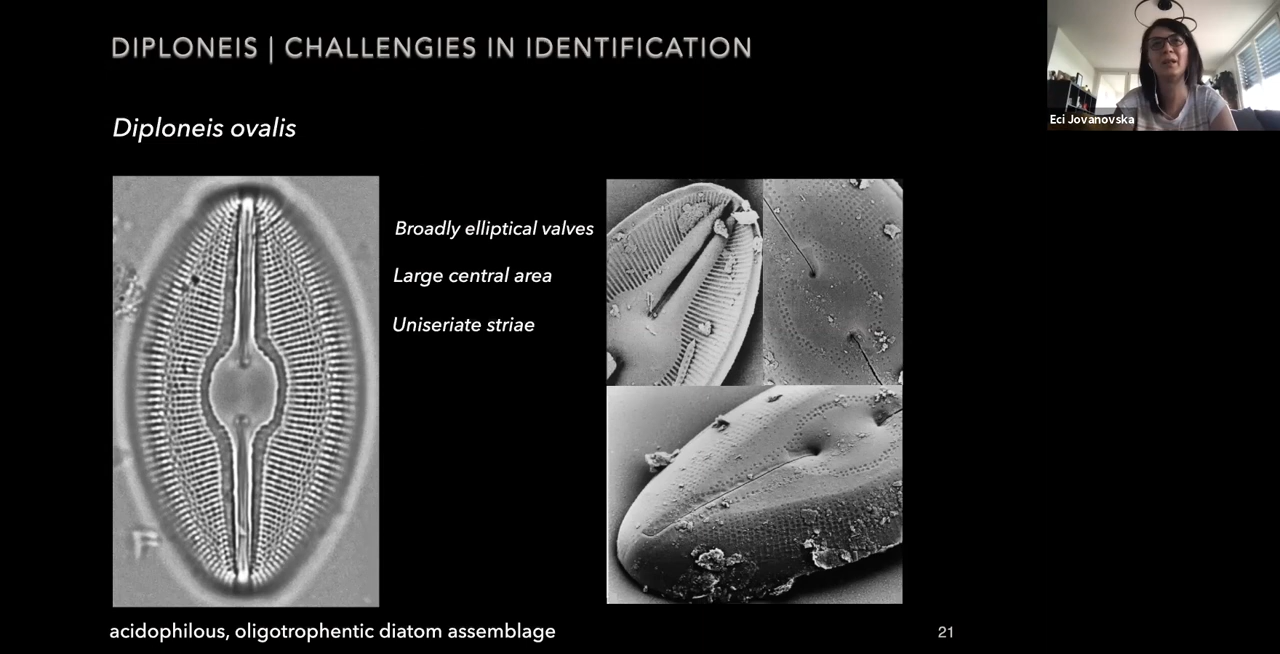 DIPLONEIS | CHALLENGIES IN IDENTIFICATION
Eci Jovanovska
Diploneis ovalis
Broadly elliptical valves
Large central area
Uniseriate striae
acidophilous, oligotrophentic diatom assemblage
21